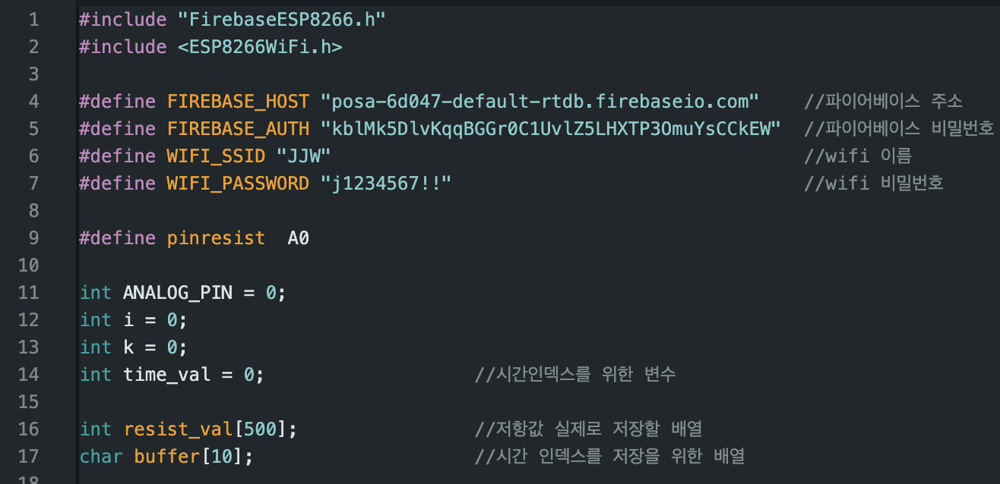 1 #include "FirebaseESP8266.h"
2 #include <ESP8266WiFi.h>
3
4 #define FIREBASE_HOST "posa-6d047-default-rtdb.firebaseio.com" //파이어베이스 주소
5 #define FIREBASE_AUTH "kblMk5DlvKqqBGGr0C1UvlZ5LHXTP3OmuYsCCkEW" //파이어베이스 비밀번호
6 #define WIFI_SSID "JJW" //wifi 이름
7 #define WIFI_PASSWORD "j1234567!!" //wifi 비밀번호
8
9 #define pinresist A0
10
11 int ANALOG_PIN = 0;
12 int i = 0;
13 int k = 0;
14 int time_val = 0; //시간인덱스를 위한 변수
15
16 int resist_val[500]; //저항값 실제로 저장할 배열
17 char buffer[10]; //시간 인덱스를 저장을 위한 배열
18